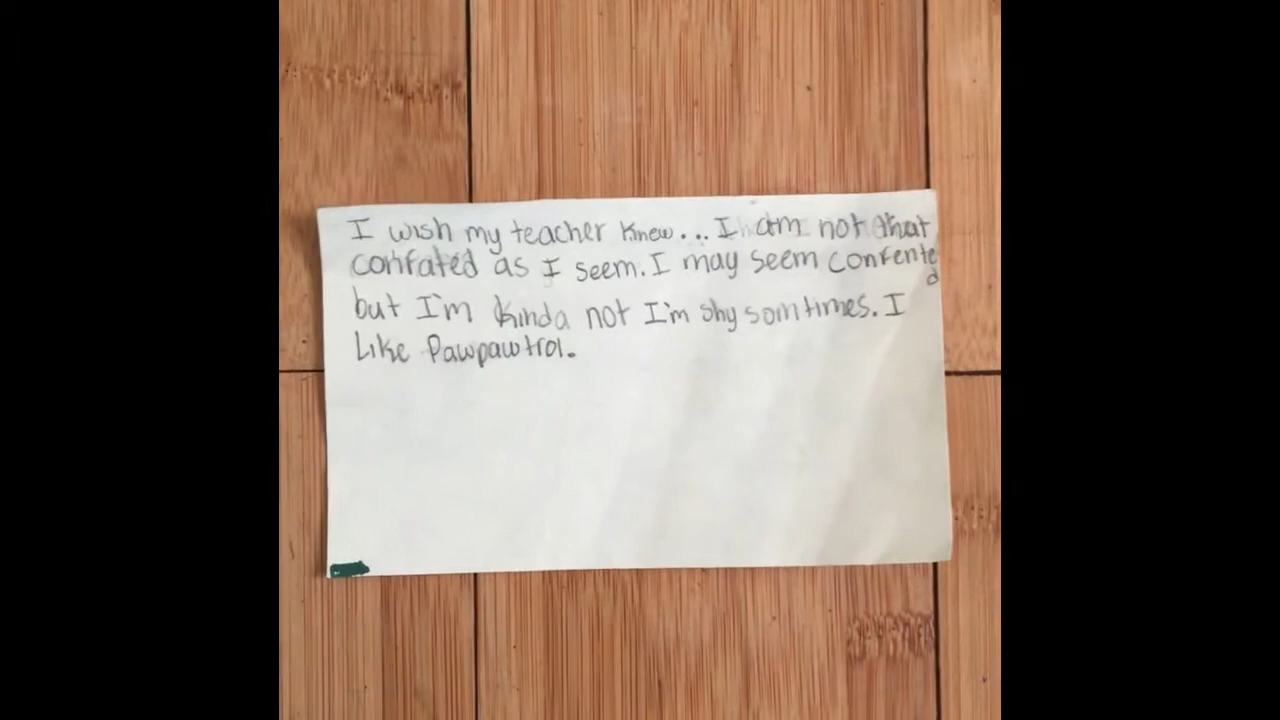 I wish my teacher knew... I am not that
confated as I seem. I may seem confented
but I'm kinda not I'm shy somtimes. I
Like Pawpawtrol.